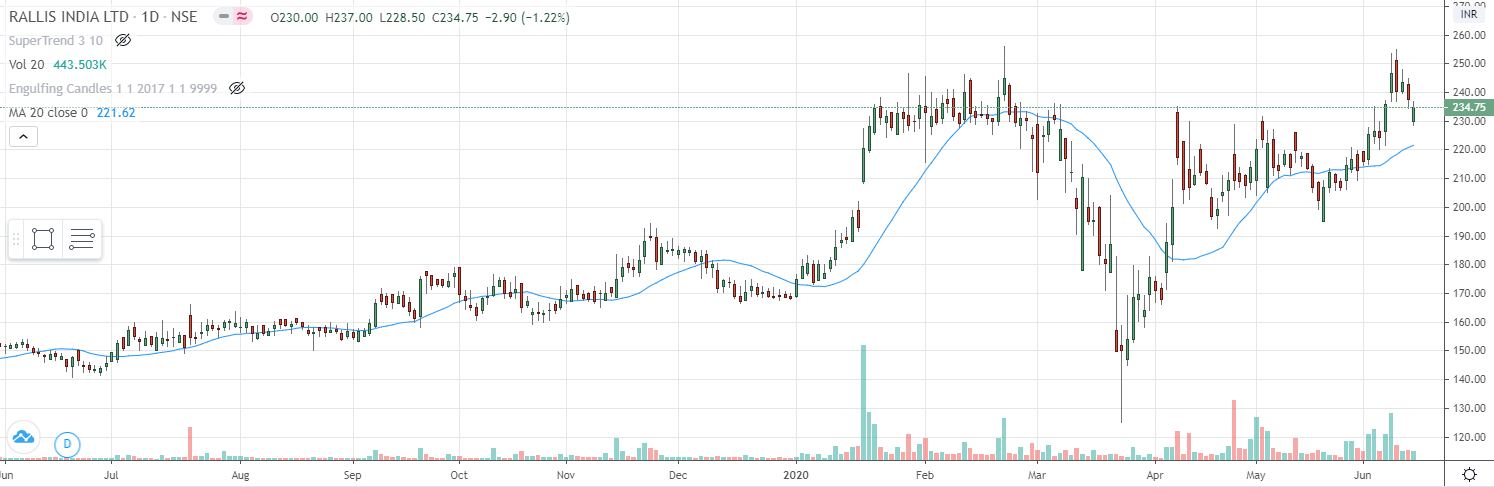 RALLIS INDIA LTD · 1D · NSE O230.00 H237.00 L228.50 C234.75 −2.90 (−1.22%)
SuperTrend 3 10
Vol 20 443.503K
Engulfing Candles 1 1 2017 1 1 9999
MA 20 close 0 221.62
270.00
INR
260.00
250.00
240.00
234.75
230.00
220.00
210.00
200.00
190.00
180.00
170.00
160.00
150.00
140.00
130.00
120.00
D
Jun Jul Aug Sep Oct Nov Dec 2020 Feb Mar Apr May Jun